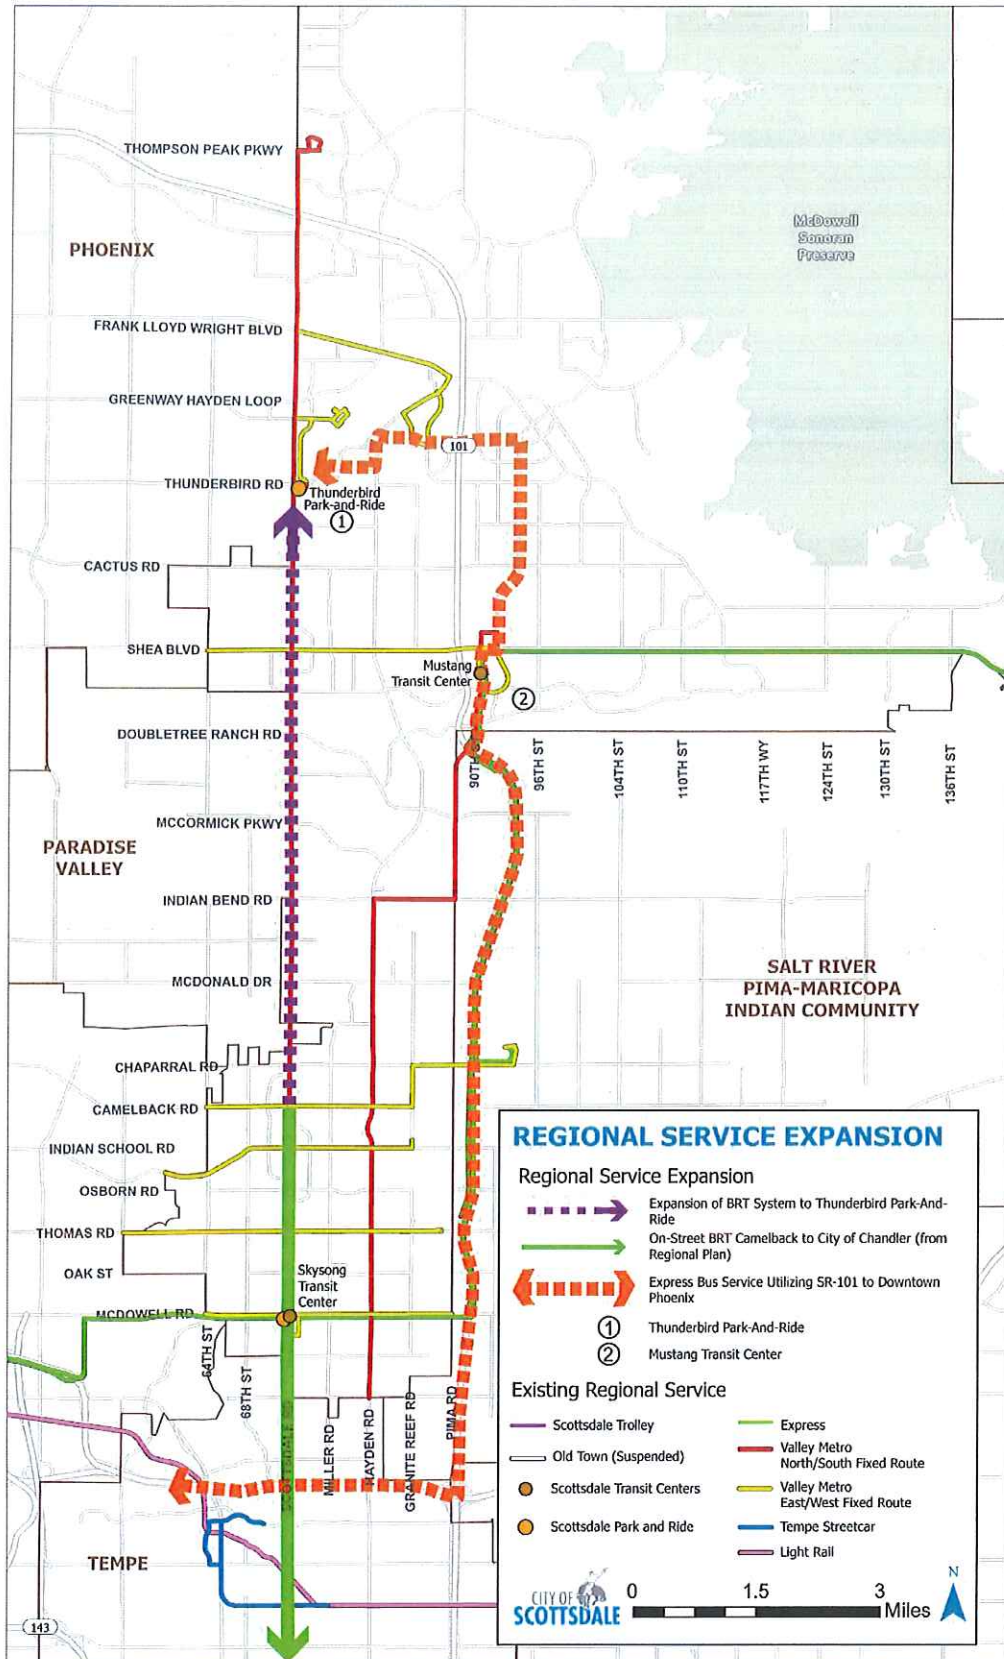 THOMPSON PEAK PKWY
PHOENIX
McDowell
Sonoran
Preserve
FRANK LLOYD WRIGHT BLVD
GREENWAY HAYDEN LOOP
101
THUNDERBIRD RD
Thunderbird
Park-and-Ride
1
CACTUS RD
SHEA BLVD
Mustang
Transit Center
2
DOUBLETREE RANCH RD
90TH ST
96TH ST
104TH ST
110TH ST
117TH WY
124TH ST
130TH ST
136TH ST
MCCORMICK PKWY
PARADISE
VALLEY
INDIAN BEND RD
MCDONALD DR
SALT RIVER
PIMA-MARICOPA
INDIAN COMMUNITY
CHAPARRAL RD
CAMELBACK RD
INDIAN SCHOOL RD
OSBORN RD
THOMAS RD
OAK ST
Skysong
Transit
Center
MCDOWELL RD
64TH ST
68TH ST
SCOTTSDALE RD
MILLER RD
HAYDEN RD
GRANITE REEF RD
PIMA RD
TEMPE
143
REGIONAL SERVICE EXPANSION
Regional Service Expansion
Expansion of BRT System to Thunderbird Park-And-
Ride
On-Street BRT Camelback to City of Chandler (from
Regional Plan)
Express Bus Service Utilizing SR-101 to Downtown
Phoenix
1 Thunderbird Park-And-Ride
2 Mustang Transit Center
Existing Regional Service
Scottsdale Trolley
Old Town (Suspended)
Scottsdale Transit Centers
Scottsdale Park and Ride
Express
Valley Metro
North/South Fixed Route
Valley Metro
East/West Fixed Route
Tempe Streetcar
Light Rail
CITY OF
SCOTTSDALE
0 1.5 3
Miles
N